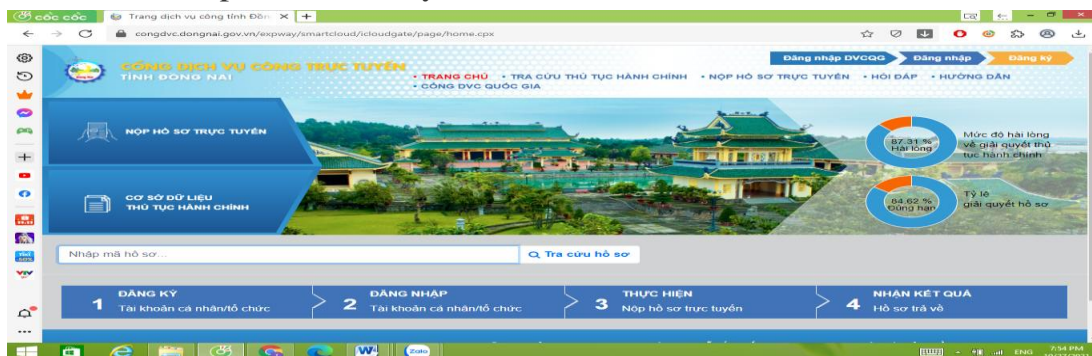 cốc cốc
Trang dịch vụ công tỉnh Đồn
congdvc.dongnai.gov.vn/expway/smartcloud/icloudgate/page/home.cpx
Đăng nhập DVCQG Đăng nhập Đăng ký
CỔNG DỊCH VỤ CÔNG TRỰC TUYẾN
TỈNH ĐỒNG NAI
• TRANG CHỦ • TRA CỨU THỦ TỤC HÀNH CHÍNH • NỘP HỒ SƠ TRỰC TUYẾN • HỎI ĐÁP • HƯỚNG DẪN
• CỔNG DVC QUỐC GIA
NỘP HỒ SƠ TRỰC TUYẾN
CƠ SỞ DỮ LIỆU
THỦ TỤC HÀNH CHÍNH
87.31 %
Hài lòng
Mức độ hài lòng
về giải quyết thủ
tục hành chính
84.62 %
Đúng hạn
Tỷ lệ
giải quyết hồ sơ
Nhập mã hồ sơ...
Tra cứu hồ sơ
1 ĐĂNG KÝ
Tài khoản cá nhân/tổ chức
2 ĐĂNG NHẬP
Tài khoản cá nhân/tổ chức
3 THỰC HIỆN
Nộp hồ sơ trực tuyến
4 NHẬN KẾT QUẢ
Hồ sơ trả về
Zalo
ENG
7:54 PM